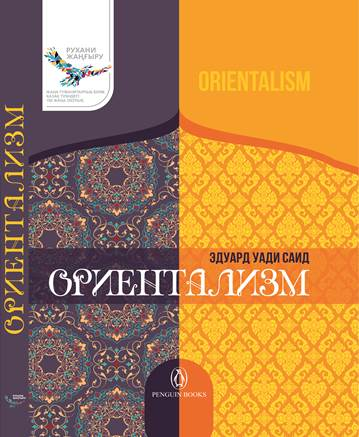 РУХАНИ
ЖАҢҒЫРУ
ORIENTALISM
ЭДУАРД УАДИ САИД
ОРИЕНТАЛИЗМ
PENGUIN BOOKS
ОРИЕНТАЛИЗМ